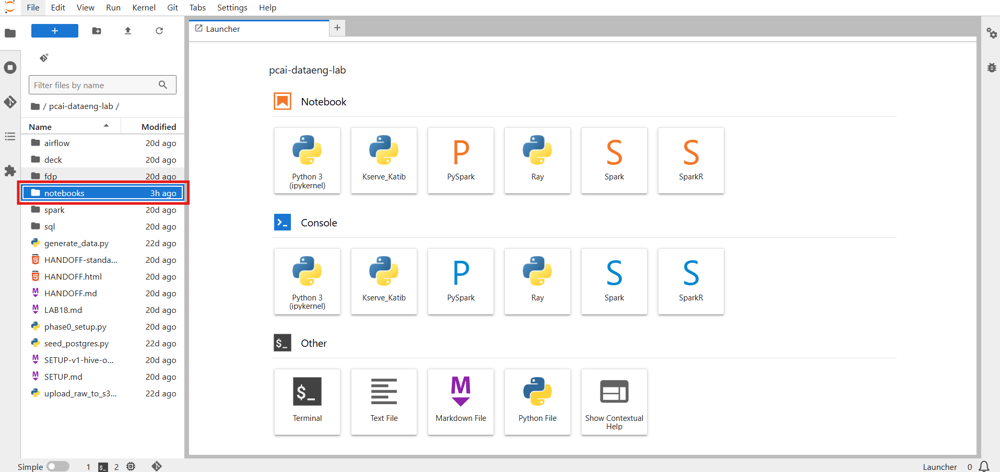 File Edit View Run Kernel Git Tabs Settings Help
+
Launcher
+
Filter files by name
/ pcai-dataeng-lab /
Name Modified
airflow 20d ago
deck 20d ago
fdp 20d ago
notebooks 3h ago
spark 20d ago
sql 20d ago
generate_data.py 22d ago
HANDOFF-standa... 20d ago
HANDOFF.html 20d ago
HANDOFF.md 20d ago
LAB18.md 20d ago
phase0_setup.py 20d ago
seed_postgres.py 22d ago
SETUP-v1-hive-o... 20d ago
SETUP.md 20d ago
upload_raw_to_s3... 22d ago
pcai-dataeng-lab
Notebook
P S S
Python 3 Kserve_Katib PySpark Ray Spark SparkR
(ipykernel)
>_ Console
P S S
Python 3 Kserve_Katib PySpark Ray Spark SparkR
(ipykernel)
$_ Other
$_ M
Terminal Text File Markdown File Python File Show Contextual
Help
Simple 1 $_ 2 Launcher 0